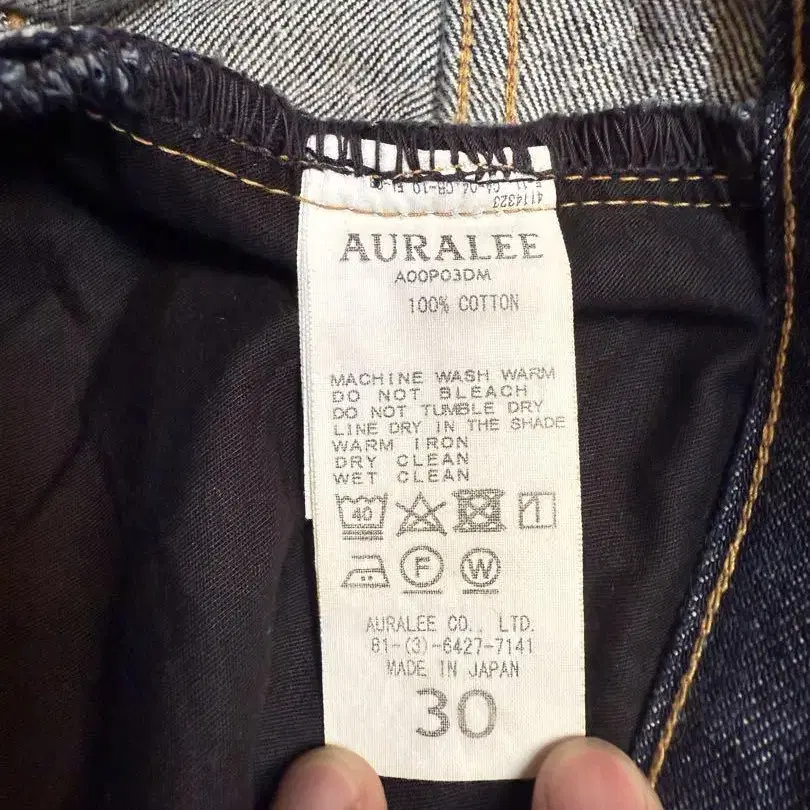 4114323
AURALEE
A00P03DM
100% COTTON
MACHINE WASH WARM
DO NOT BLEACH
DO NOT TUMBLE DRY
LINE DRY IN THE SHADE
WARM IRON
DRY CLEAN
WET CLEAN
40
F W
AURALEE CO., LTD.
81-(3)-6427-7141
MADE IN JAPAN
30